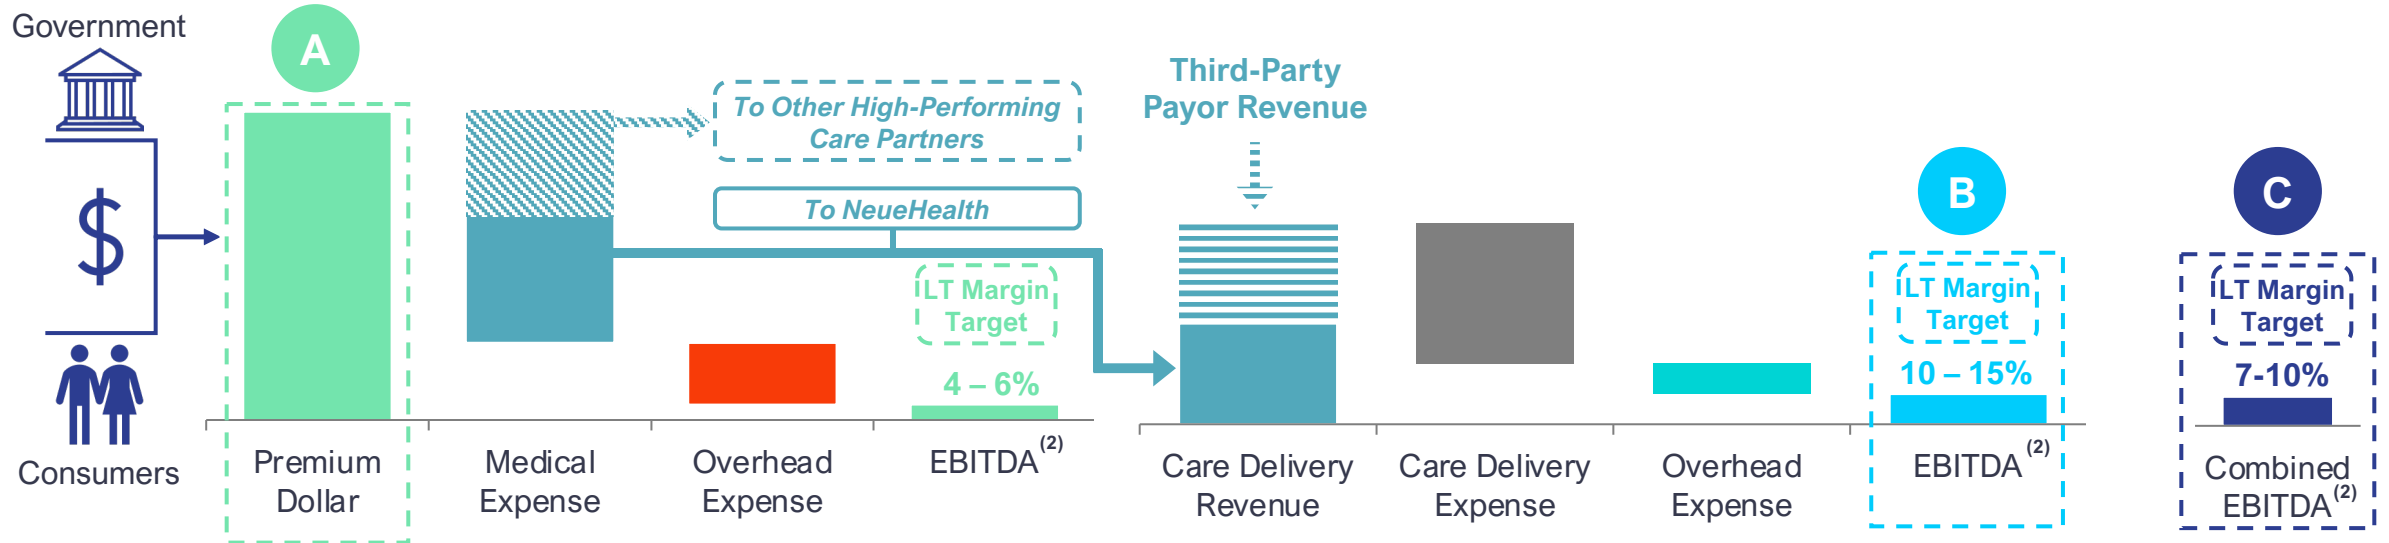 Government
$
Consumers
A
Premium
Dollar
Medical
Expense
To Other High-Performing
Care Partners
To NeueHealth
Overhead
Expense
LT Margin
Target
4 – 6%
EBITDA (2)
Third-Party
Payor Revenue
Care Delivery
Revenue
Care Delivery
Expense
Overhead
Expense
B
LT Margin
Target
10 – 15%
EBITDA (2)
C
LT Margin
Target
7-10%
Combined
EBITDA (2)